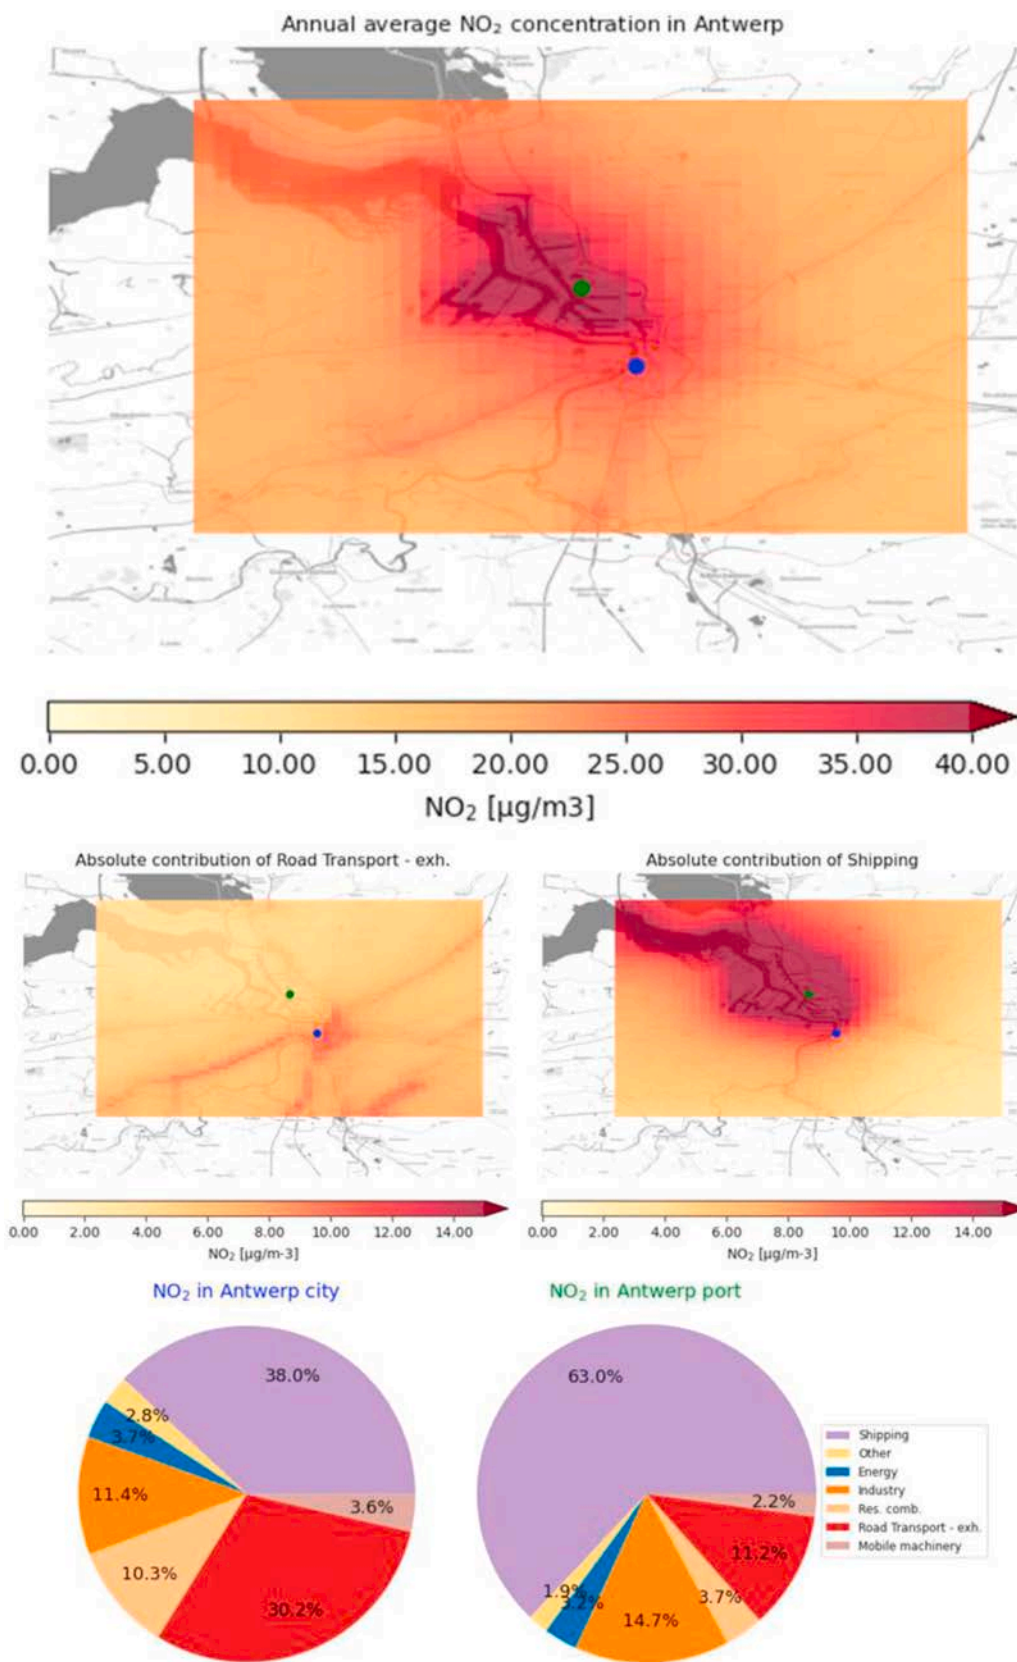 Annual average NO₂ concentration in Antwerp
0.00 5.00 10.00 15.00 20.00 25.00 30.00 35.00 40.00
NO₂ [µg/m3]
Absolute contribution of Road Transport - exh.
0.00 2.00 4.00 6.00 8.00 10.00 12.00 14.00
NO₂ [µg/m-3]
Absolute contribution of Shipping
0.00 2.00 4.00 6.00 8.00 10.00 12.00 14.00
NO₂ [µg/m-3]
NO₂ in Antwerp city
38.0%
2.8%
3.7%
11.4%
10.3%
30.2%
3.6%
NO₂ in Antwerp port
63.0%
1.9%
3.2%
14.7%
3.7%
11.2%
2.2%
Shipping
Other
Energy
Industry
Res. comb.
Road Transport - exh.
Mobile machinery